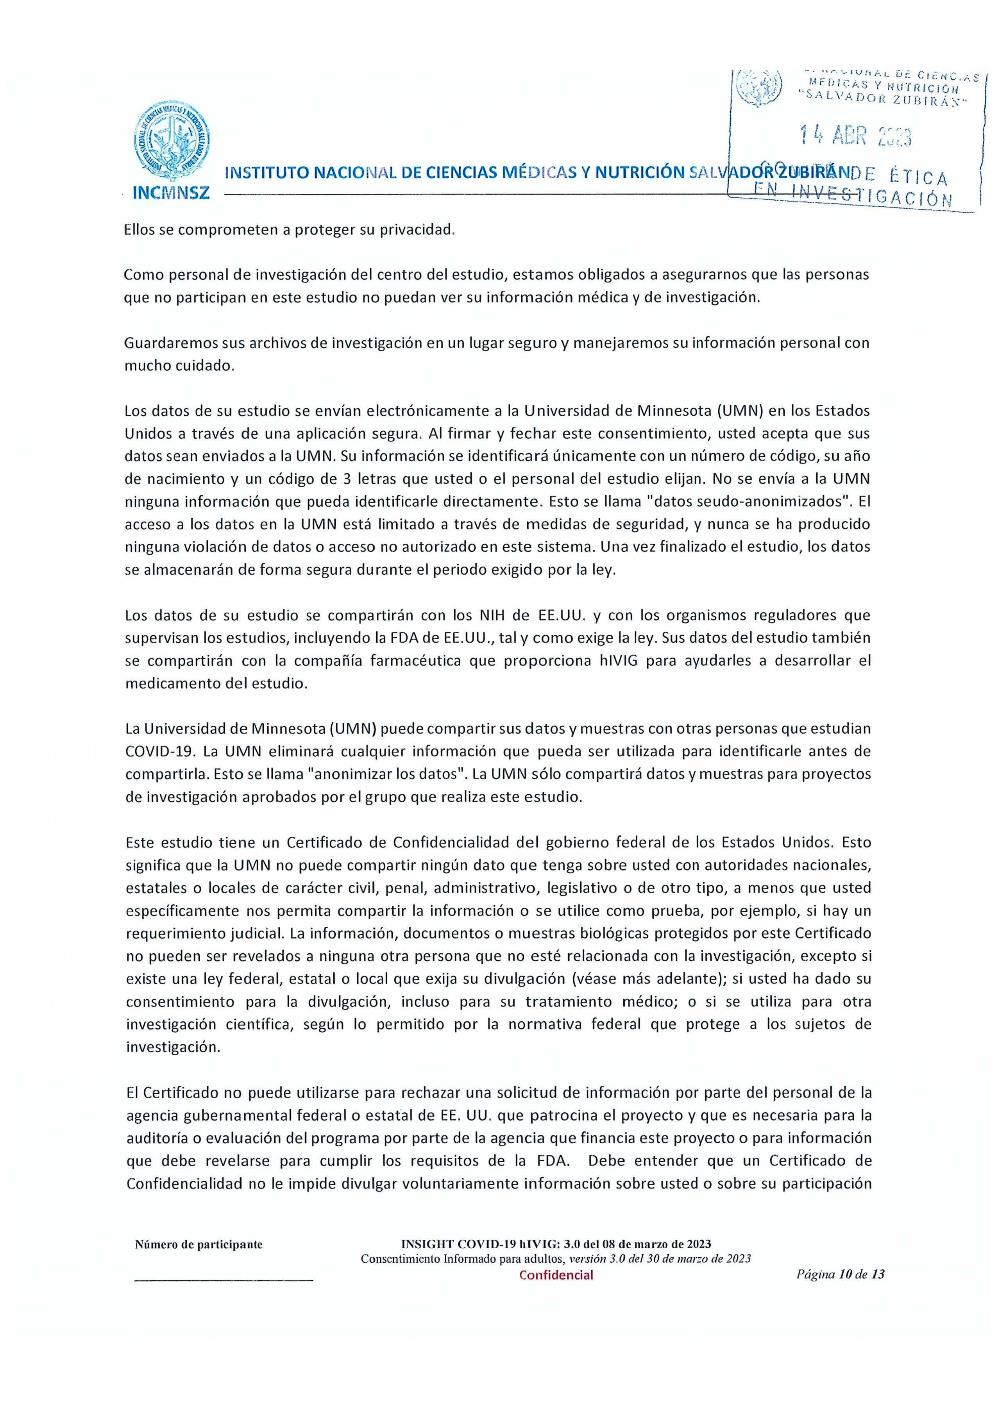 NACIONAL DE CIENCIAS
MÉDICAS Y NUTRICIÓN
"SALVADOR ZUBIRÁN"
14 ABR 2023
INSTITUTO NACIONAL DE CIENCIAS MÉDICAS Y NUTRICIÓN SALVADOR ZUBIRÁN
DE ÉTICA
EN INVESTIGACIÓN
INCMNSZ
Ellos se comprometen a proteger su privacidad.
Como personal de investigación del centro del estudio, estamos obligados a asegurarnos que las personas
que no participan en este estudio no puedan ver su información médica y de investigación.
Guardaremos sus archivos de investigación en un lugar seguro y manejaremos su información personal con
mucho cuidado.
Los datos de su estudio se envían electrónicamente a la Universidad de Minnesota (UMN) en los Estados
Unidos a través de una aplicación segura. Al firmar y fechar este consentimiento, usted acepta que sus
datos sean enviados a la UMN. Su información se identificará únicamente con un número de código, su año
de nacimiento y un código de 3 letras que usted o el personal del estudio elijan. No se envía a la UMN
ninguna información que pueda identificarle directamente. Esto se llama "datos seudo-anonimizados". El
acceso a los datos en la UMN está limitado a través de medidas de seguridad, y nunca se ha producido
ninguna violación de datos o acceso no autorizado en este sistema. Una vez finalizado el estudio, los datos
se almacenarán de forma segura durante el periodo exigido por la ley.
Los datos de su estudio se compartirán con los NIH de EE.UU. y con los organismos reguladores que
supervisan los estudios, incluyendo la FDA de EE.UU., tal y como exige la ley. Sus datos del estudio también
se compartirán con la compañía farmacéutica que proporciona hIVIG para ayudarles a desarrollar el
medicamento del estudio.
La Universidad de Minnesota (UMN) puede compartir sus datos y muestras con otras personas que estudian
COVID-19. La UMN eliminará cualquier información que pueda ser utilizada para identificarle antes de
compartirla. Esto se llama "anonimizar los datos". La UMN sólo compartirá datos y muestras para proyectos
de investigación aprobados por el grupo que realiza este estudio.
Este estudio tiene un Certificado de Confidencialidad del gobierno federal de los Estados Unidos. Esto
significa que la UMN no puede compartir ningún dato que tenga sobre usted con autoridades nacionales,
estatales o locales de carácter civil, penal, administrativo, legislativo o de otro tipo, a menos que usted
específicamente nos permita compartir la información o se utilice como prueba, por ejemplo, si hay un
requerimiento judicial. La información, documentos o muestras biológicas protegidos por este Certificado
no pueden ser revelados a ninguna otra persona que no esté relacionada con la investigación, excepto si
existe una ley federal, estatal o local que exija su divulgación (véase más adelante); si usted ha dado su
consentimiento para la divulgación, incluso para su tratamiento médico; o si se utiliza para otra
investigación científica, según lo permitido por la normativa federal que protege a los sujetos de
investigación.
El Certificado no puede utilizarse para rechazar una solicitud de información por parte del personal de la
agencia gubernamental federal o estatal de EE. UU. que patrocina el proyecto y que es necesaria para la
auditoría o evaluación del programa por parte de la agencia que financia este proyecto o para información
que debe revelarse para cumplir los requisitos de la FDA. Debe entender que un Certificado de
Confidencialidad no le impide divulgar voluntariamente información sobre usted o sobre su participación
Número de participante
INSIGHT COVID-19 hIVIG: 3.0 del 08 de marzo de 2023
Consentimiento Informado para adultos, versión 3.0 del 30 de marzo de 2023
Confidencial
Página 10 de 13